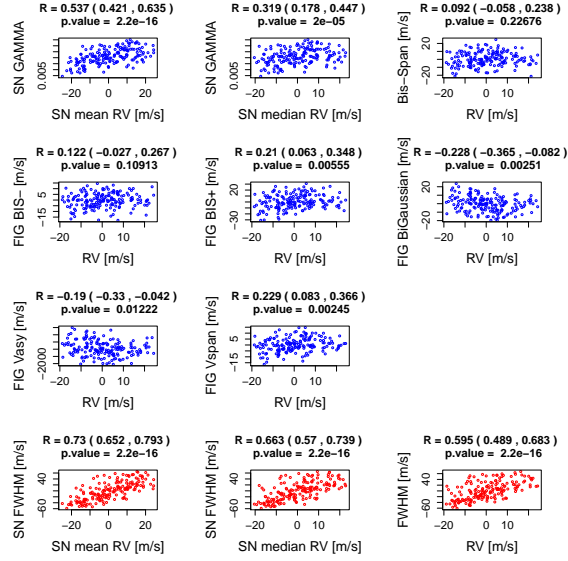 R = 0.537 ( 0.421 , 0.635 )
p.value = 2.2e−16
SN GAMMA
0.005
−20 0 10 20
SN mean RV [m/s]
R = 0.319 ( 0.178 , 0.447 )
p.value = 2e−05
SN GAMMA
0.005
−20 0 10
SN median RV [m/s]
R = 0.092 ( −0.058 , 0.238 )
p.value = 0.22676
Bis−Span [m/s]
−20 20
−20 0 10
RV [m/s]
R = 0.122 ( −0.027 , 0.267 )
p.value = 0.10913
FIG BIS− [m/s]
−15 5
−20 0 10
RV [m/s]
R = 0.21 ( 0.063 , 0.348 )
p.value = 0.00555
FIG BIS+ [m/s]
−30 20
−20 0 10
RV [m/s]
R = −0.228 ( −0.365 , −0.082 )
p.value = 0.00251
FIG BiGaussian [m/s]
−20 20
−20 0 10
RV [m/s]
R = −0.19 ( −0.33 , −0.042 )
p.value = 0.01222
FIG Vasy [m/s]
−2000
−20 0 10
RV [m/s]
R = 0.229 ( 0.083 , 0.366 )
p.value = 0.00245
FIG Vspan [m/s]
−15 5
−20 0 10
RV [m/s]
R = 0.73 ( 0.652 , 0.793 )
p.value = 2.2e−16
SN FWHM [m/s]
−60 40
−20 0 10 20
SN mean RV [m/s]
R = 0.663 ( 0.57 , 0.739 )
p.value = 2.2e−16
SN FWHM [m/s]
−60 40
−20 0 10
SN median RV [m/s]
R = 0.595 ( 0.489 , 0.683 )
p.value = 2.2e−16
FWHM [m/s]
−60 40
−20 0 10
RV [m/s]